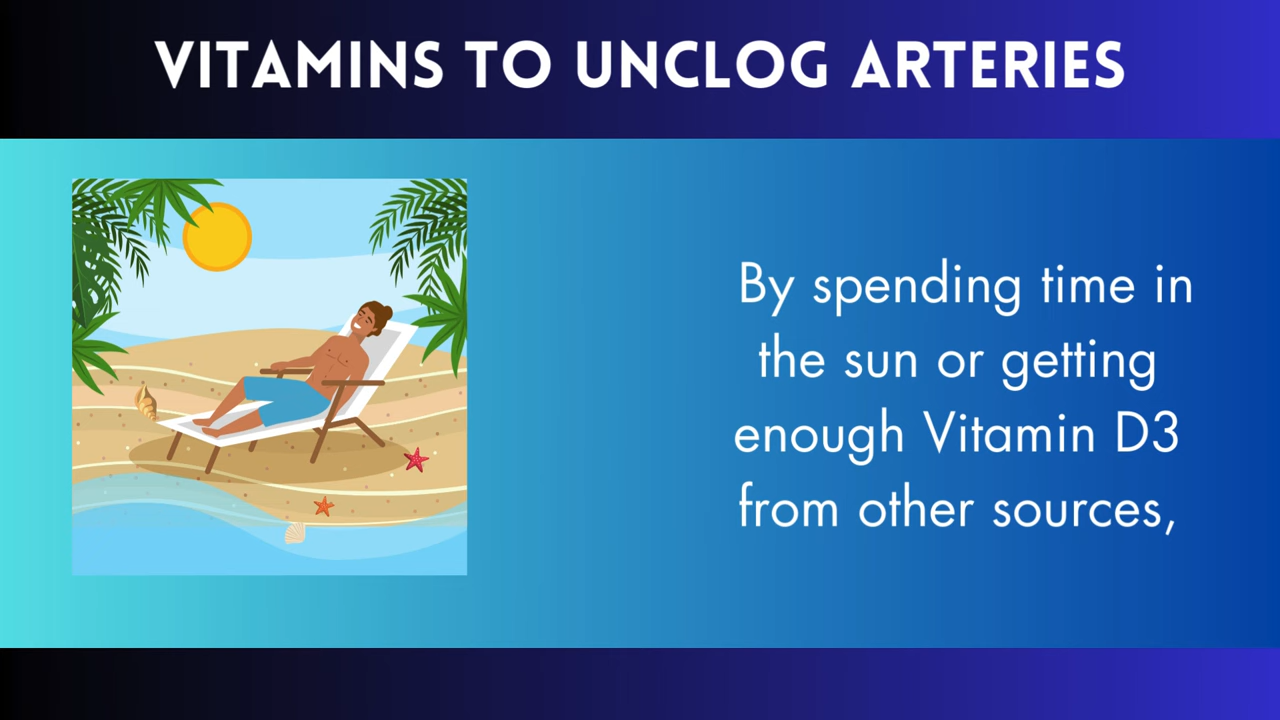 VITAMINS TO UNCLOG ARTERIES
By spending time in
the sun or getting
enough Vitamin D3
from other sources,